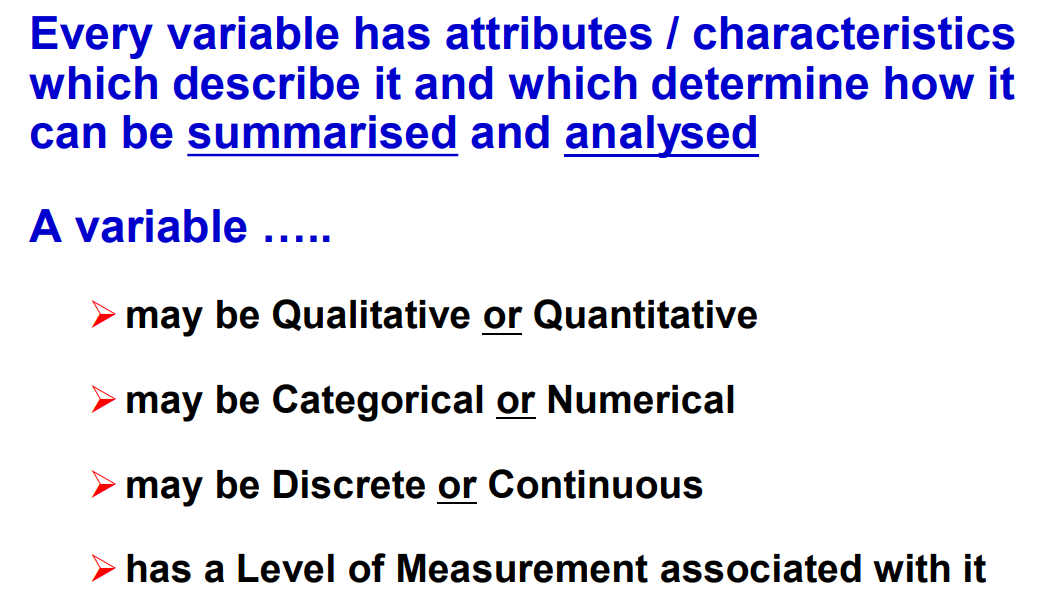 Every variable has attributes / characteristics
which describe it and which determine how it
can be summarised and analysed
A variable …..
may be Qualitative or Quantitative
may be Categorical or Numerical
may be Discrete or Continuous
has a Level of Measurement associated with it